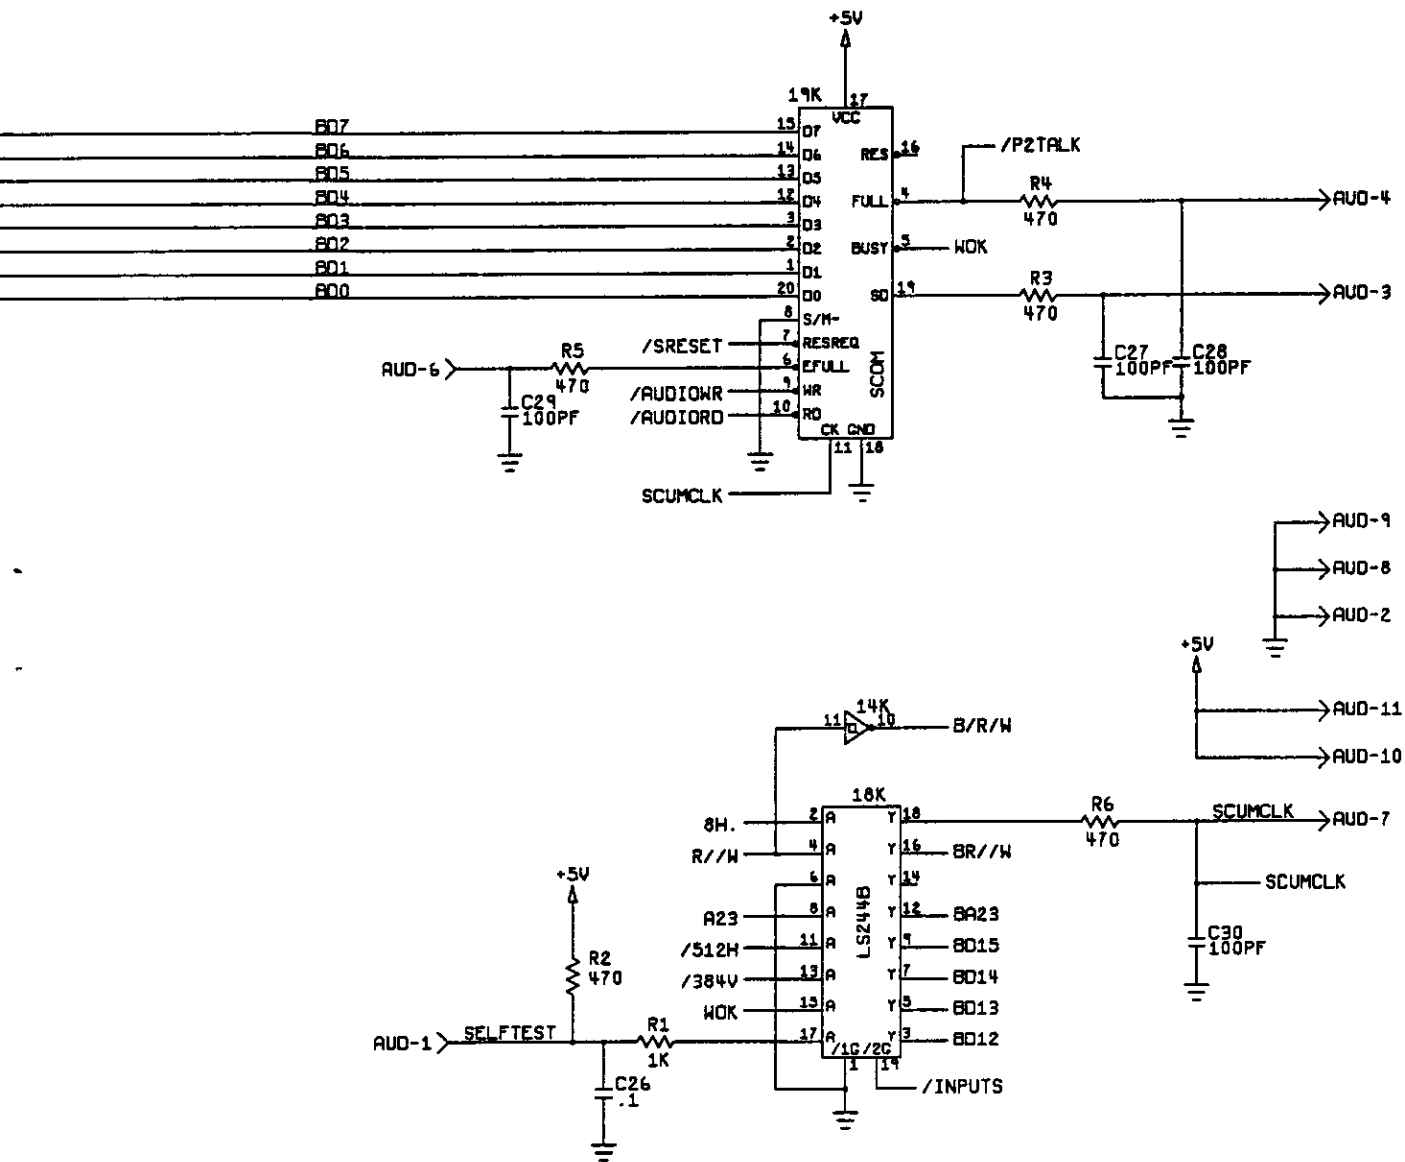 +5V
19K 17
VCC
BD7 15 D7
BD6 14 D6 RES 16 /P2TALK
BD5 13 D5 R4
BD4 12 D4 FULL 4 470 AUD-4
BD3 3 D3
BD2 2 D2 BUSY 5 WOK
BD1 1 D1 R3
BD0 20 D0 SD 19 470 AUD-3
8 S/M-
/SRESET 7 RESREQ
R5 C27 C28
AUD-6 470 6 EFULL SCOM 100PF 100PF
C29 /AUDIOWR 9 WR
100PF /AUDIORD 10 RD
CK GND
11 18
SCUMCLK
AUD-9
AUD-8
AUD-2
+5V
14K AUD-11
11 10 B/R/W
AUD-10
18K R6
8H. 2 A Y 18 470 SCUMCLK AUD-7
R//W 4 A Y 16 BR//W
+5V 6 A Y 14 SCUMCLK
A23 8 A LS244B Y 12 BA23
/512H 11 A Y 9 BD15 C30
100PF
R2
470 /384V 13 A Y 7 BD14
WOK 15 A Y 5 BD13
AUD-1 SELFTEST R1 17 A Y 3 BD12
1K /1G /2G
1 19
C26 /INPUTS
.1